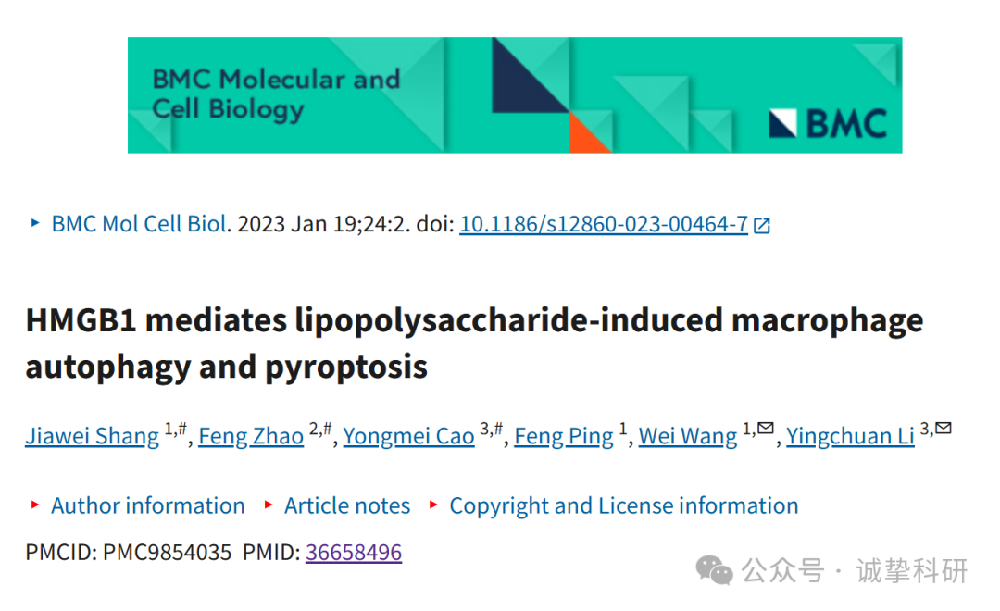 BMC Molecular and
Cell Biology
BMC
BMC Mol Cell Biol. 2023 Jan 19;24:2. doi: 10.1186/s12860-023-00464-7
HMGB1 mediates lipopolysaccharide-induced macrophage
autophagy and pyroptosis
Jiawei Shang 1,#, Feng Zhao 2,#, Yongmei Cao 3,#, Feng Ping 1, Wei Wang 1,✉, Yingchuan Li 3,✉
Author information Article notes Copyright and License information
PMCID: PMC9854035 PMID: 36658496
公众号 · 诚挚科研